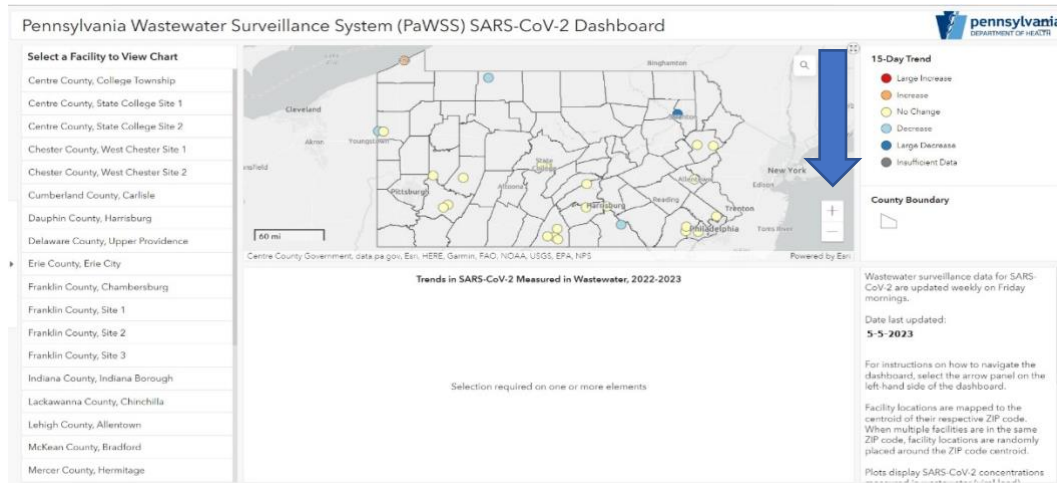 Pennsylvania Wastewater Surveillance System (PaWSS) SARS-CoV-2 Dashboard
pennsylvania
DEPARTMENT OF HEALTH
Select a Facility to View Chart
Centre County, College Township
Centre County, State College Site 1
Centre County, State College Site 2
Chester County, West Chester Site 1
Chester County, West Chester Site 2
Cumberland County, Carlisle
Dauphin County, Harrisburg
Delaware County, Upper Providence
Erie County, Erie City
Franklin County, Chambersburg
Franklin County, Site 1
Franklin County, Site 2
Franklin County, Site 3
Indiana County, Indiana Borough
Lackawanna County, Chinchilla
Lehigh County, Allentown
McKean County, Bradford
Mercer County, Hermitage
Binghamton
Cleveland
Akron
Youngstown
State
College
New York
Pittsburgh
Altoona
Allentown
Edison
Reading
Harrisburg
Trenton
Philadelphia
Toms River
60 mi
Centre County Government, data.pa.gov, Esri, HERE, Garmin, FAO, NOAA, USGS, EPA, NPS
Powered by Esri
15-Day Trend
Large Increase
Increase
No Change
Decrease
Large Decrease
Insufficient Data
County Boundary
Trends in SARS-CoV-2 Measured in Wastewater, 2022-2023
Selection required on one or more elements
Wastewater surveillance data for SARS-
CoV-2 are updated weekly on Friday
mornings.
Date last updated:
5-5-2023
For instructions on how to navigate the
dashboard, select the arrow panel on the
left-hand side of the dashboard.
Facility locations are mapped to the
centroid of their respective ZIP code.
When multiple facilities are in the same
ZIP code, facility locations are randomly
placed around the ZIP code centroid.
Plots display SARS-CoV-2 concentrations